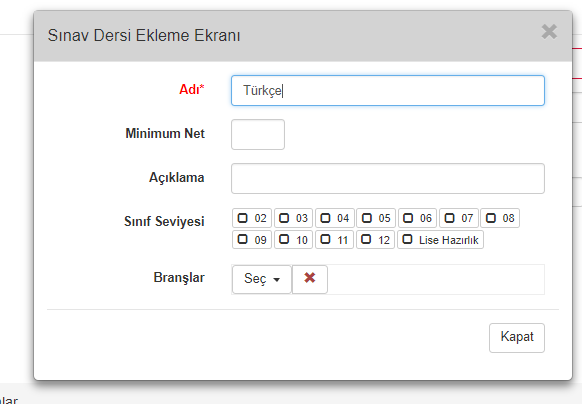 Sınav Dersi Ekleme Ekranı
Adı* Türkçe
Minimum Net
Açıklama
Sınıf Seviyesi 02 03 04 05 06 07 08
09 10 11 12 Lise Hazırlık
Branşlar Seç
Kapat